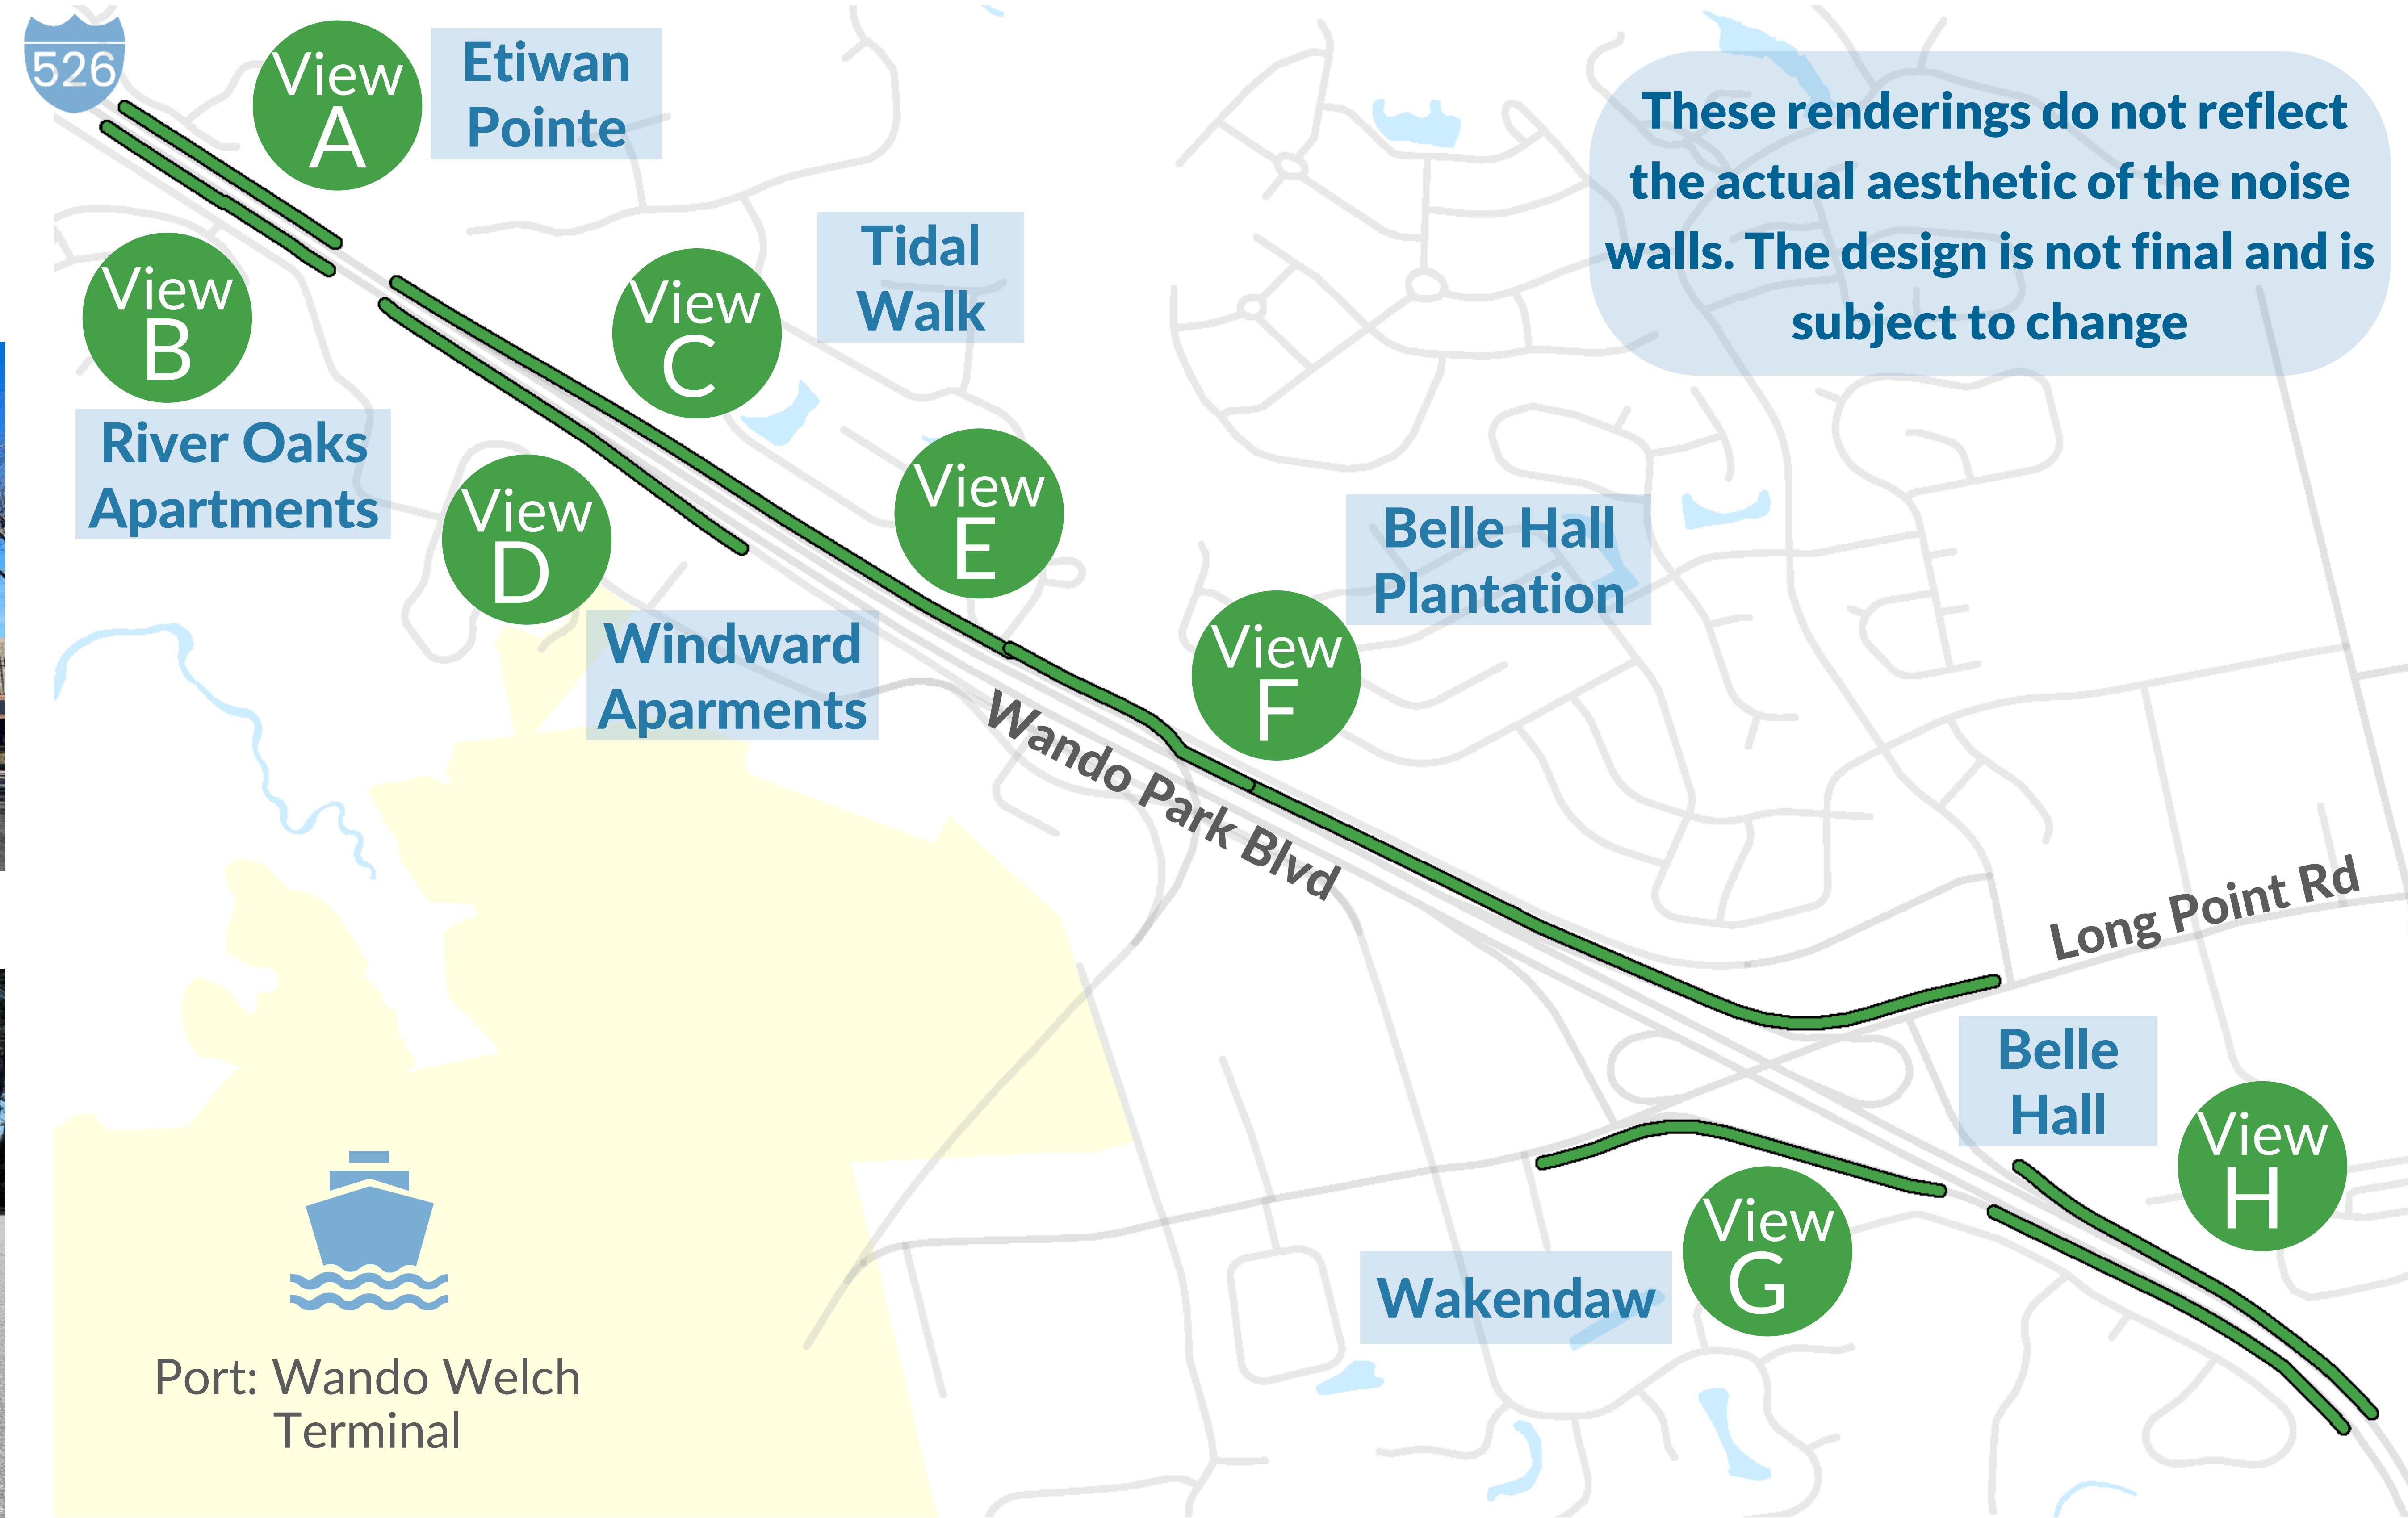 526
View
A
Etiwan
Pointe
These renderings do not reflect
the actual aesthetic of the noise
walls. The design is not final and is
subject to change
View
B
River Oaks
Apartments
View
C
Tidal
Walk
View
D
Windward
Aparments
View
E
View
F
Belle Hall
Plantation
Wando Park Blvd
Long Point Rd
Belle
Hall
View
H
View
G
Wakendaw
Port: Wando Welch
Terminal